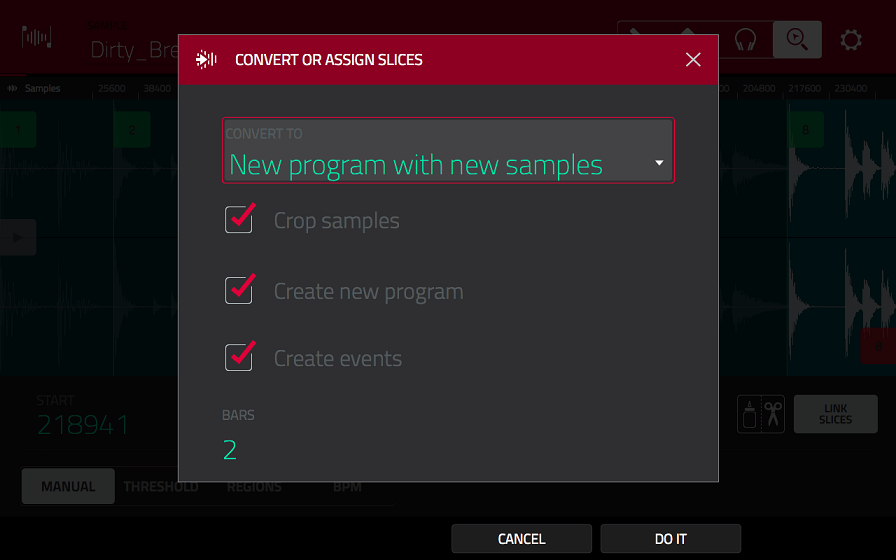 SAMPLE
Dirty_Bre
CONVERT OR ASSIGN SLICES
Samples
25600
38400
00
204800
217600
230400
1
2
8
CONVERT TO
New program with new samples
Crop samples
Create new program
Create events
BARS
2
START
218941
LINK
SLICES
MANUAL
THRESHOLD
REGIONS
BPM
CANCEL
DO IT